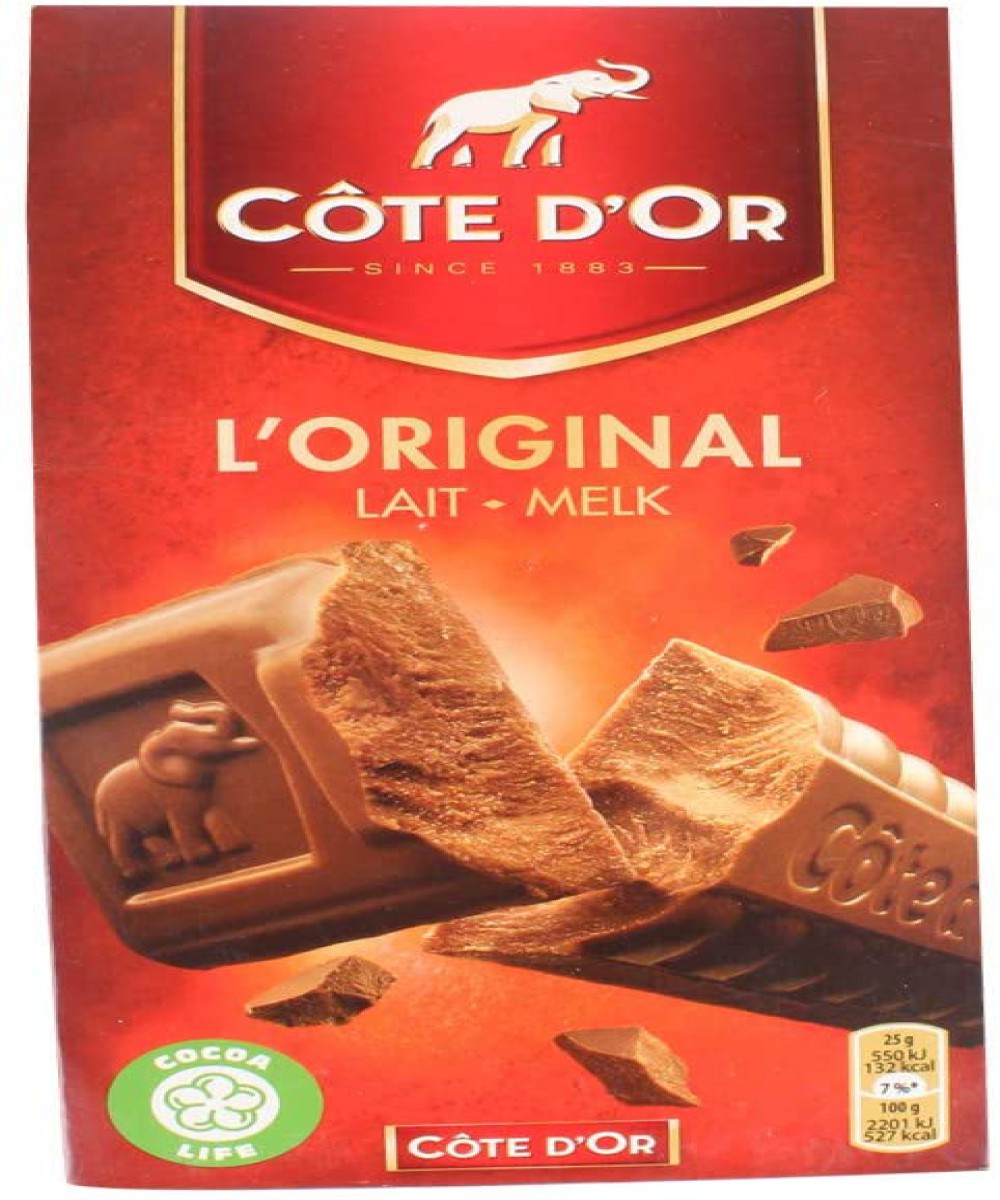 CÔTE D'OR
SINCE 1883
L'ORIGINAL
LAIT • MELK
Côted
COCOA
LIFE
CÔTE D'OR
25 g
550 kJ
132 kcal
7 %*
100 g
2201 kJ
527 kcal